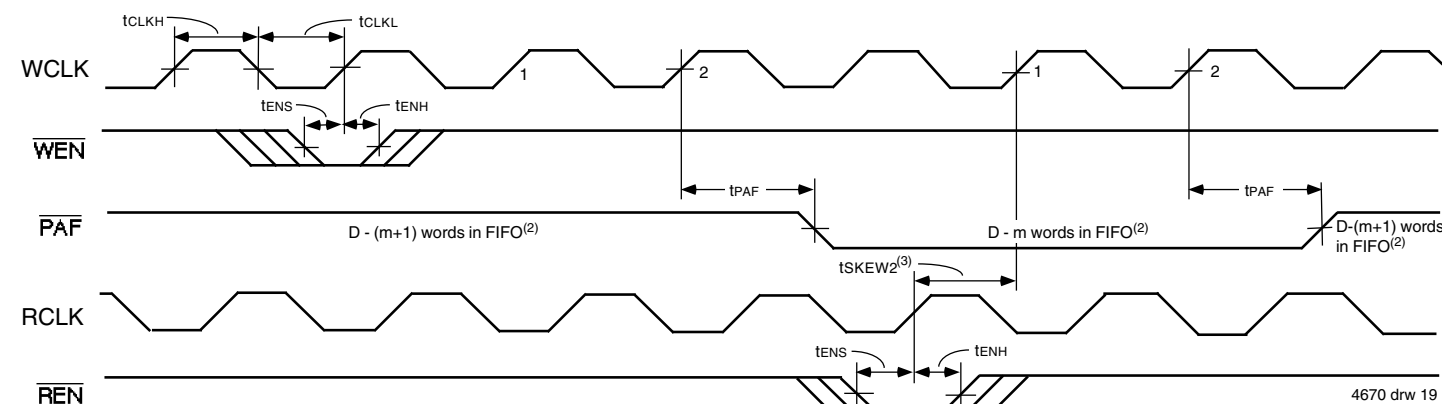 tCLKH
tCLKL
WCLK
1
2
1
2
tENS
tENH
WEN
tPAF
tPAF
PAF
D - (m+1) words in FIFO(2)
D - m words in FIFO(2)
D-(m+1) words
in FIFO(2)
tSKEW2(3)
RCLK
tENS
tENH
REN
4670 drw 19